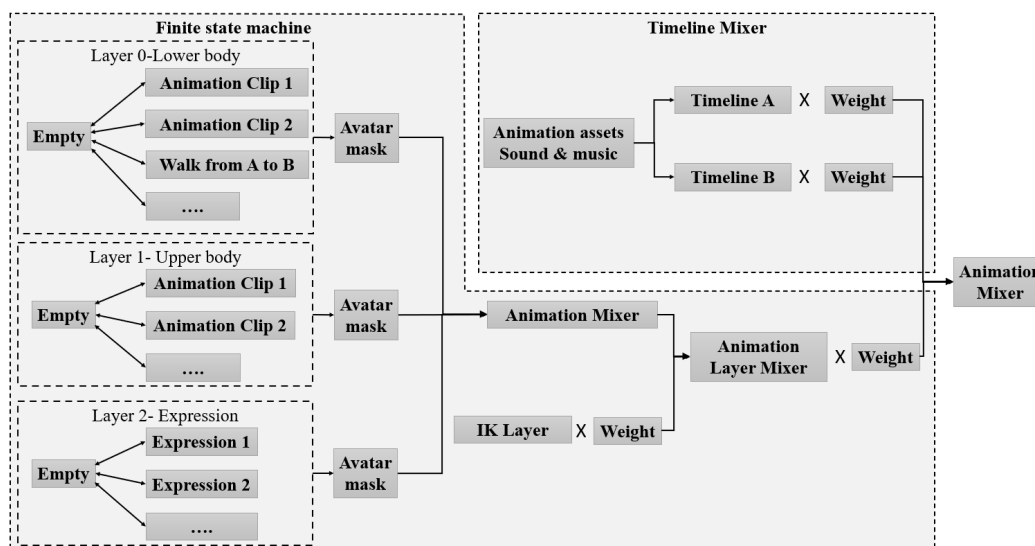 Finite state machine
Layer 0-Lower body
Empty
Animation Clip 1
Animation Clip 2
Walk from A to B
....
Avatar
mask
Layer 1- Upper body
Empty
Animation Clip 1
Animation Clip 2
....
Avatar
mask
Layer 2- Expression
Empty
Expression 1
Expression 2
....
Avatar
mask
Animation Mixer
IK Layer X Weight
Animation
Layer Mixer
X Weight
Timeline Mixer
Animation assets
Sound & music
Timeline A X Weight
Timeline B X Weight
Animation
Mixer